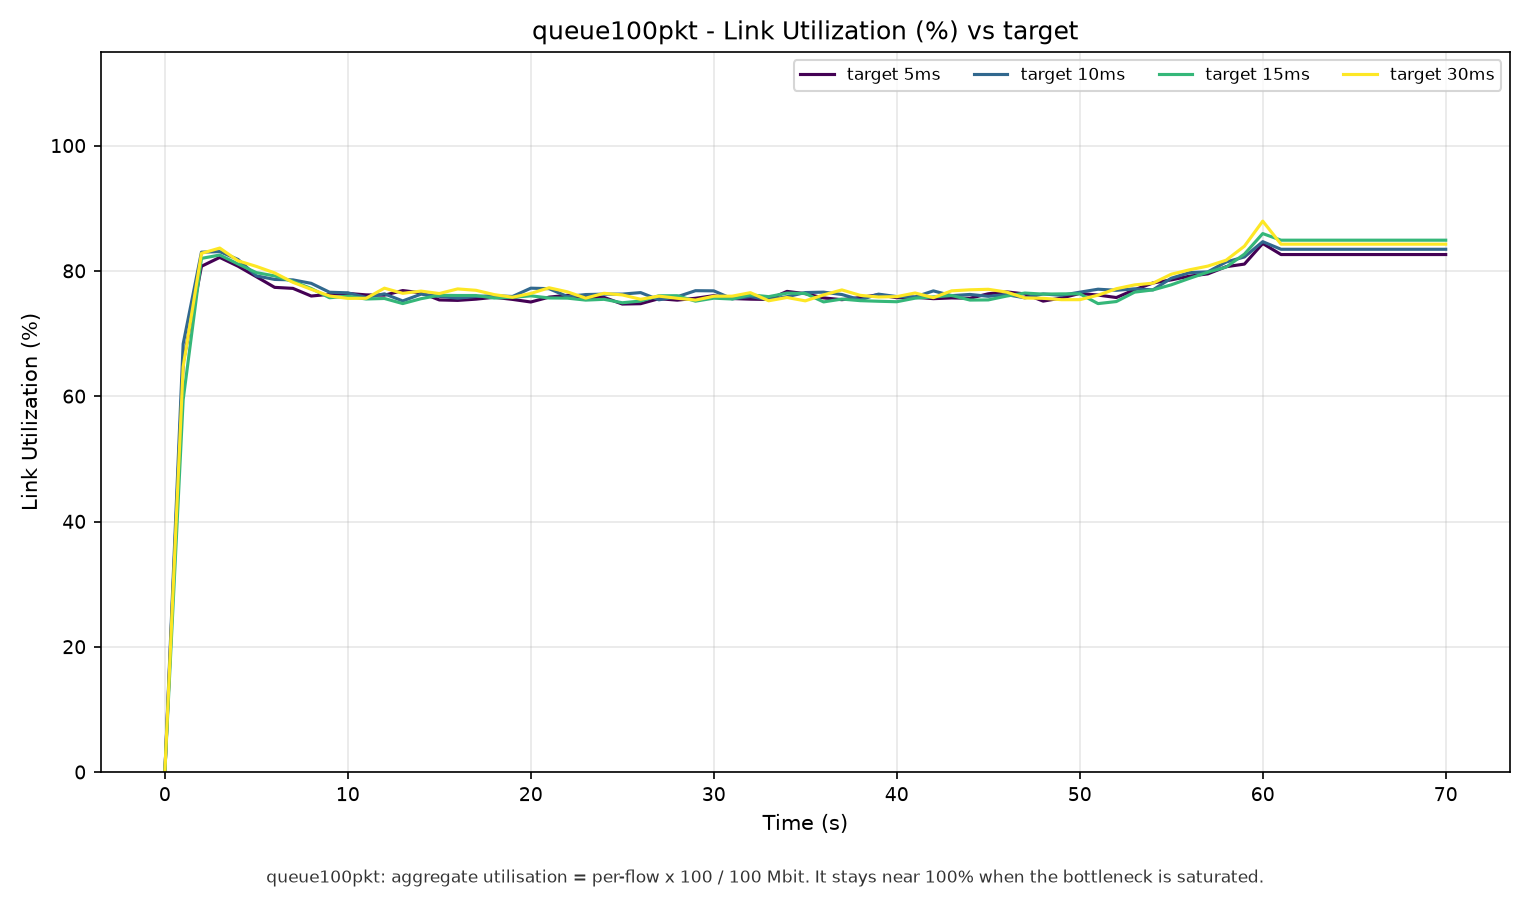 queue100pkt - Link Utilization (%) vs target
target 5ms
target 10ms
target 15ms
target 30ms
Link Utilization (%)
100
80
60
40
20
0
0
10
20
30
40
50
60
70
Time (s)
queue100pkt: aggregate utilisation = per-flow x 100 / 100 Mbit. It stays near 100% when the bottleneck is saturated.